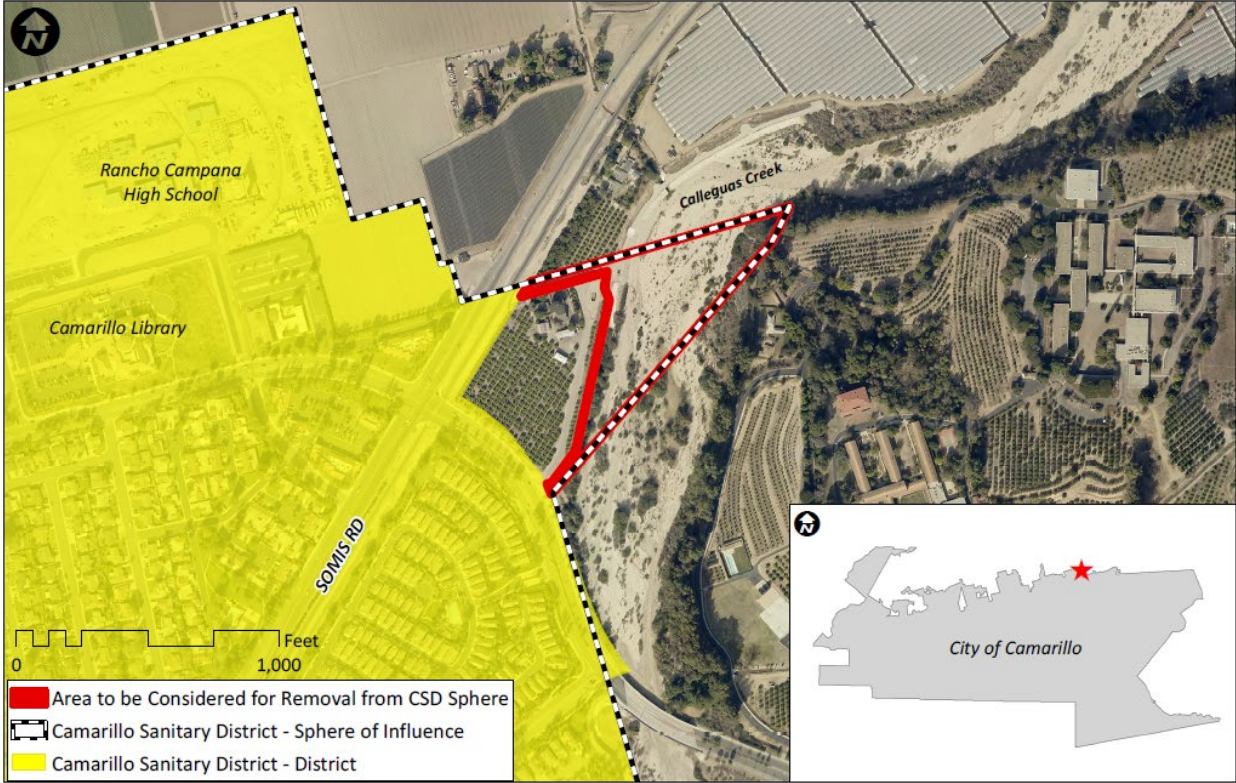 N
Rancho Campana
High School
Calleguas Creek
Camarillo Library
SOMIS RD
Feet
0 1,000
Area to be Considered for Removal from CSD Sphere
Camarillo Sanitary District - Sphere of Influence
Camarillo Sanitary District - District
N
City of Camarillo